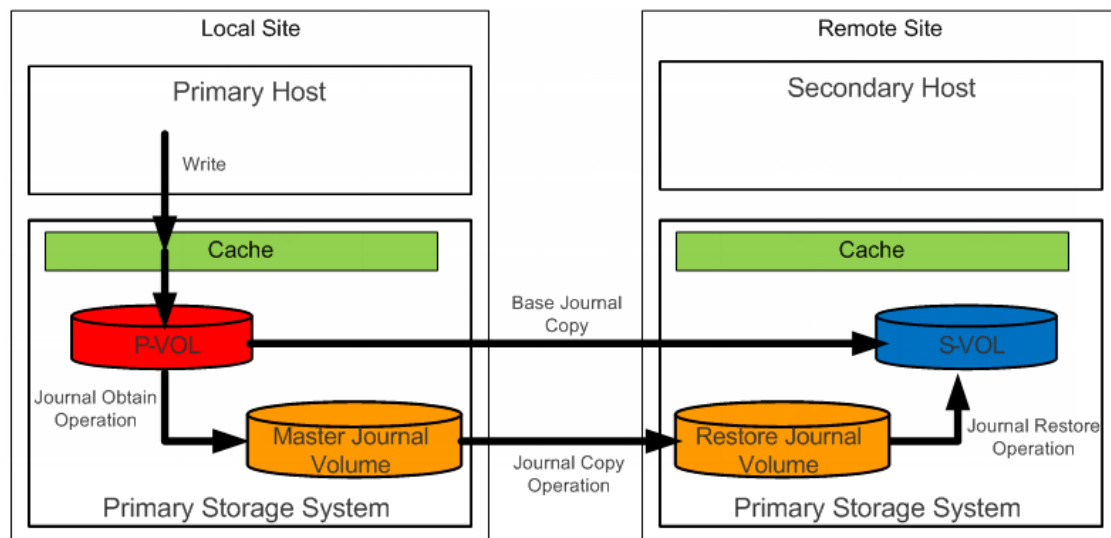 Local Site
Primary Host
Write
Cache
P-VOL
Journal Obtain
Operation
Master Journal
Volume
Primary Storage System
Base Journal
Copy
Journal Copy
Operation
Remote Site
Secondary Host
Cache
S-VOL
Restore Journal
Volume
Journal Restore
Operation
Primary Storage System